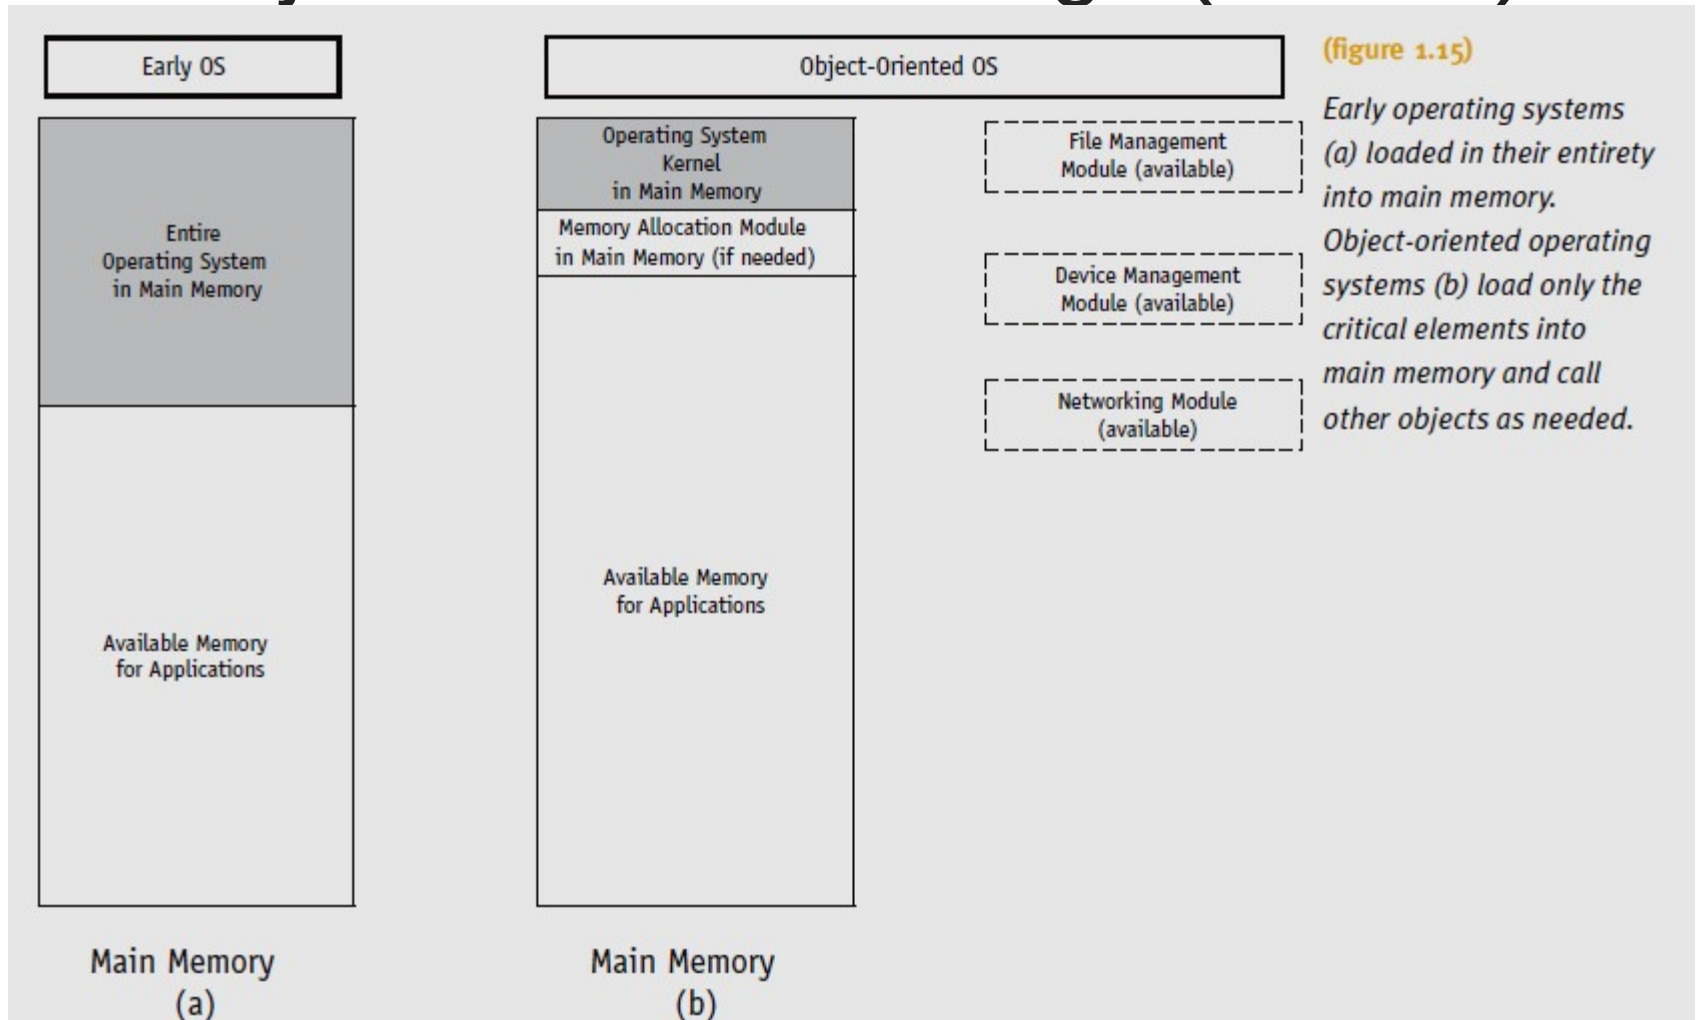 Early OS
Entire
Operating System
in Main Memory
Available Memory
for Applications
Main Memory
(a)
Object-Oriented OS
Operating System
Kernel
in Main Memory
Memory Allocation Module
in Main Memory (if needed)
Available Memory
for Applications
Main Memory
(b)
File Management
Module (available)
Device Management
Module (available)
Networking Module
(available)
(figure 1.15)
Early operating systems
(a) loaded in their entirety
into main memory.
Object-oriented operating
systems (b) load only the
critical elements into
main memory and call
other objects as needed.